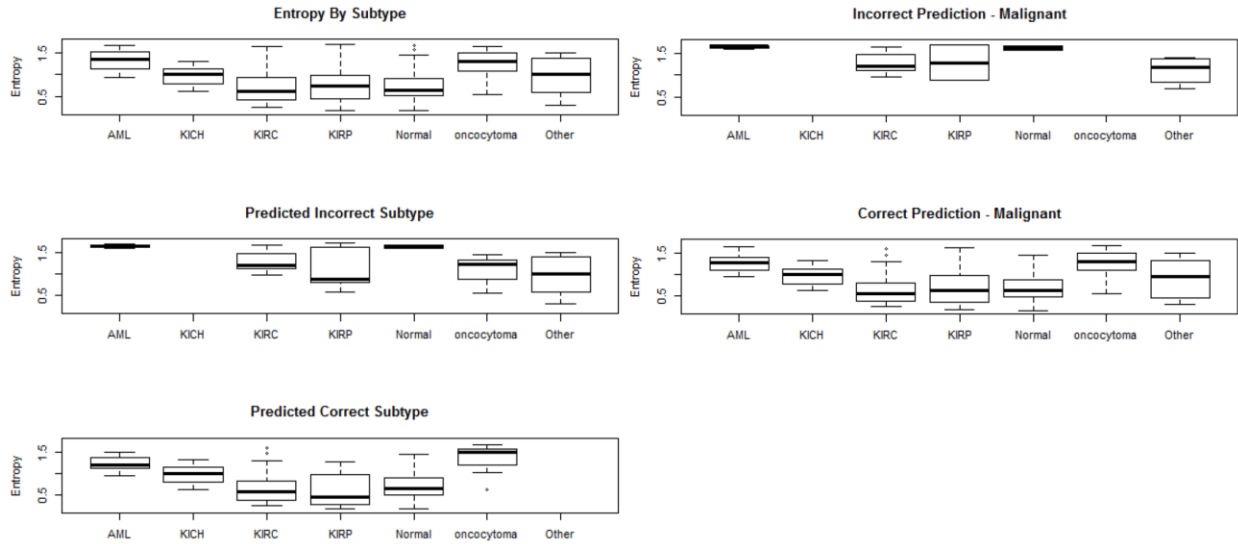 Entropy By Subtype
Entropy
1.5
0.5
AML KICH KIRC KIRP Normal oncocytoma Other
Incorrect Prediction - Malignant
Entropy
1.5
0.5
AML KICH KIRC KIRP Normal oncocytoma Other
Predicted Incorrect Subtype
Entropy
1.5
0.5
AML KICH KIRC KIRP Normal oncocytoma Other
Correct Prediction - Malignant
Entropy
1.5
0.5
AML KICH KIRC KIRP Normal oncocytoma Other
Predicted Correct Subtype
Entropy
1.5
0.5
AML KICH KIRC KIRP Normal oncocytoma Other